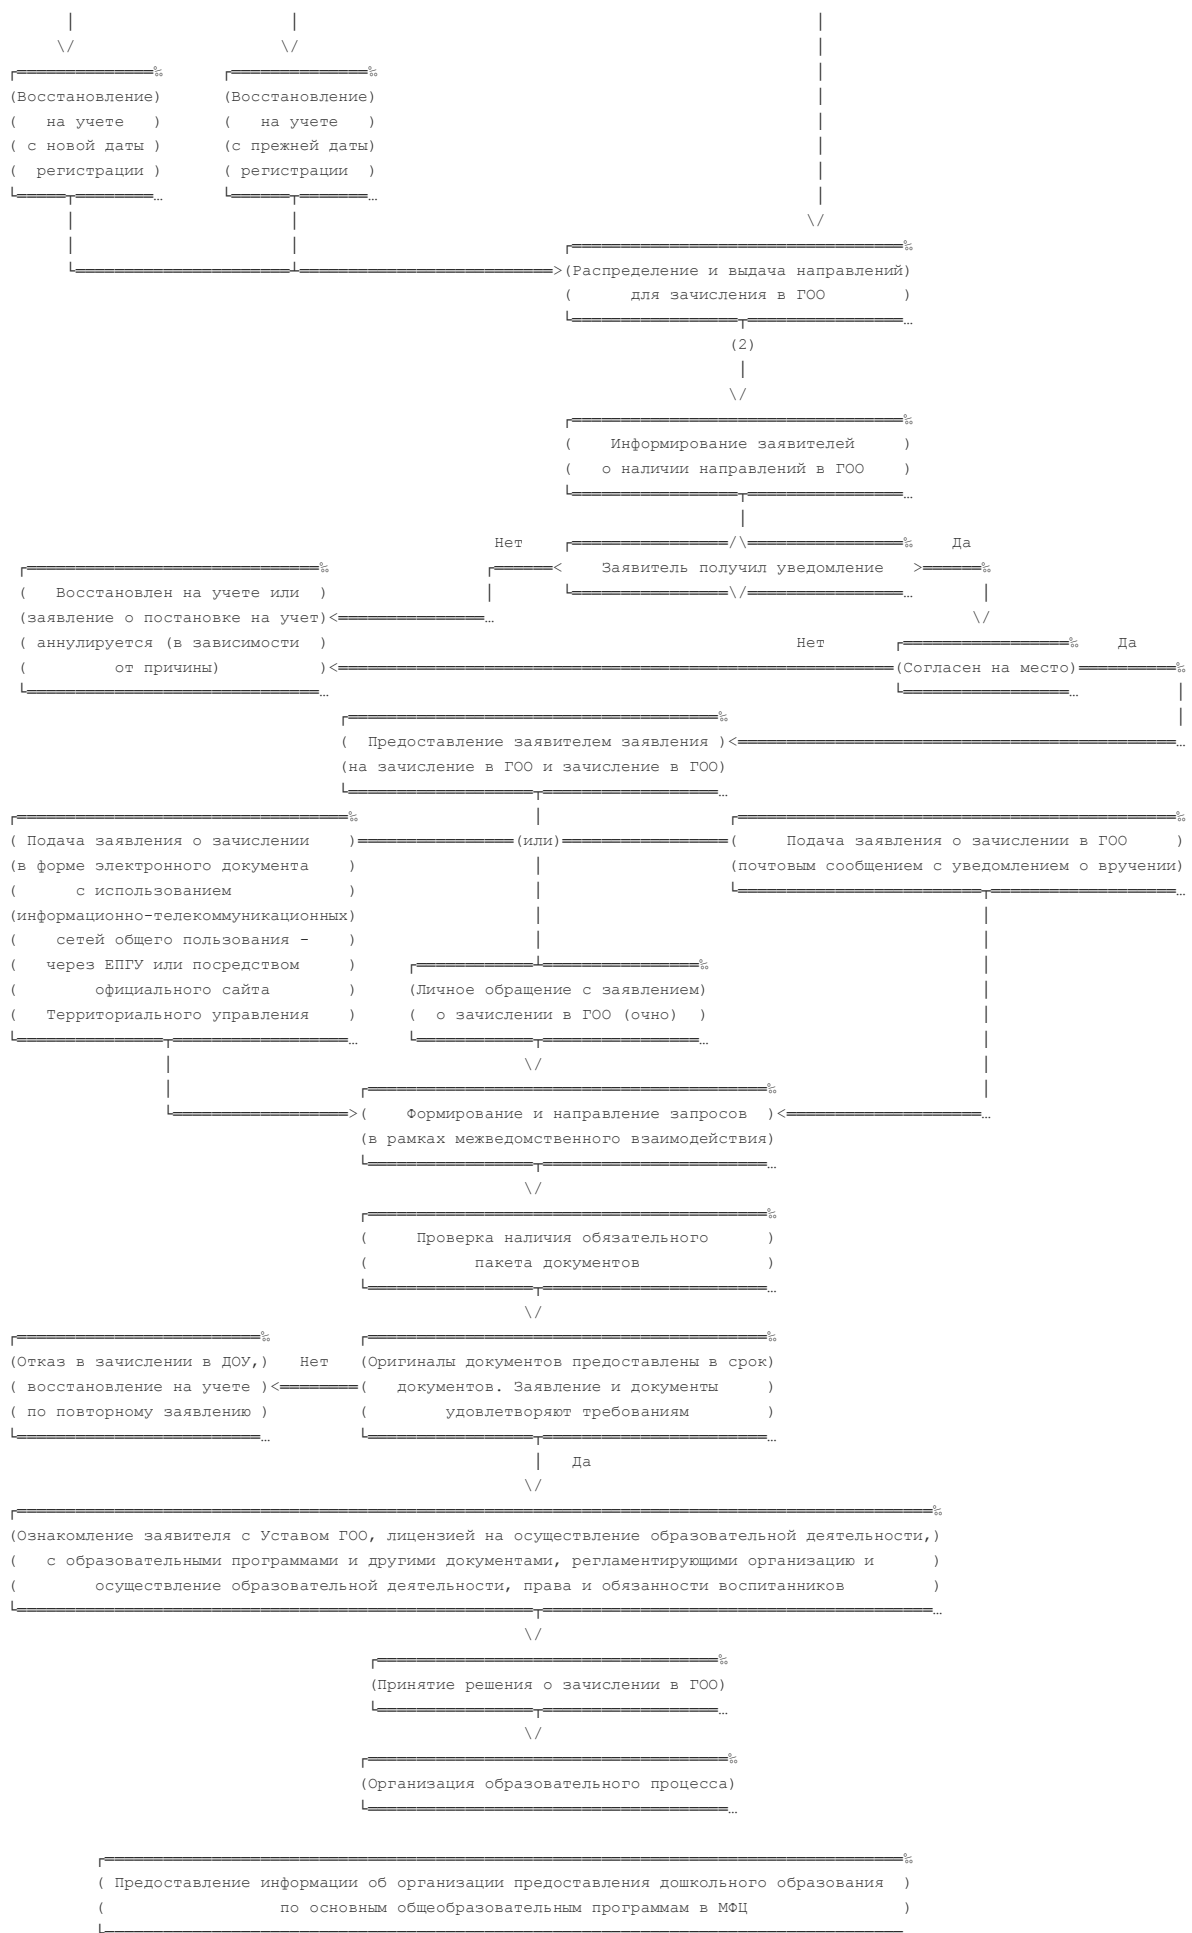 (Восстановление) (Восстановление)
( на учете ) ( на учете )
( с новой даты ) (с прежней даты)
( регистрации ) ( регистрации )
>(Распределение и выдача направлений)
( для зачисления в ГОО )
(2)
( Информирование заявителей )
( о наличии направлений в ГОО )
Нет Да
< Заявитель получил уведомление >
( Восстановлен на учете или )
(заявление о постановке на учет)<
( аннулируется (в зависимости ) Нет Да
( от причины) )< (Согласен на место)
( Предоставление заявителем заявления )<
(на зачисление в ГОО и зачисление в ГОО)
( Подача заявления о зачислении ) (или) ( Подача заявления о зачислении в ГОО )
(в форме электронного документа ) (почтовым сообщением с уведомлением о вручении)
( с использованием )
(информационно-телекоммуникационных)
( сетей общего пользования - )
( через ЕПГУ или посредством )
( официального сайта ) (Личное обращение с заявлением)
( Территориального управления ) ( о зачислении в ГОО (очно) )
>( Формирование и направление запросов )<
(в рамках межведомственного взаимодействия)
( Проверка наличия обязательного )
( пакета документов )
(Отказ в зачислении в ДОУ,) Нет (Оригиналы документов предоставлены в срок)
( восстановление на учете )< ( документов. Заявление и документы )
( по повторному заявлению ) ( удовлетворяют требованиям )
Да
(Ознакомление заявителя с Уставом ГОО, лицензией на осуществление образовательной деятельности,)
( с образовательными программами и другими документами, регламентирующими организацию и )
( осуществление образовательной деятельности, права и обязанности воспитанников )
(Принятие решения о зачислении в ГОО)
(Организация образовательного процесса)
( Предоставление информации об организации предоставления дошкольного образования )
( по основным общеобразовательным программам в МФЦ )